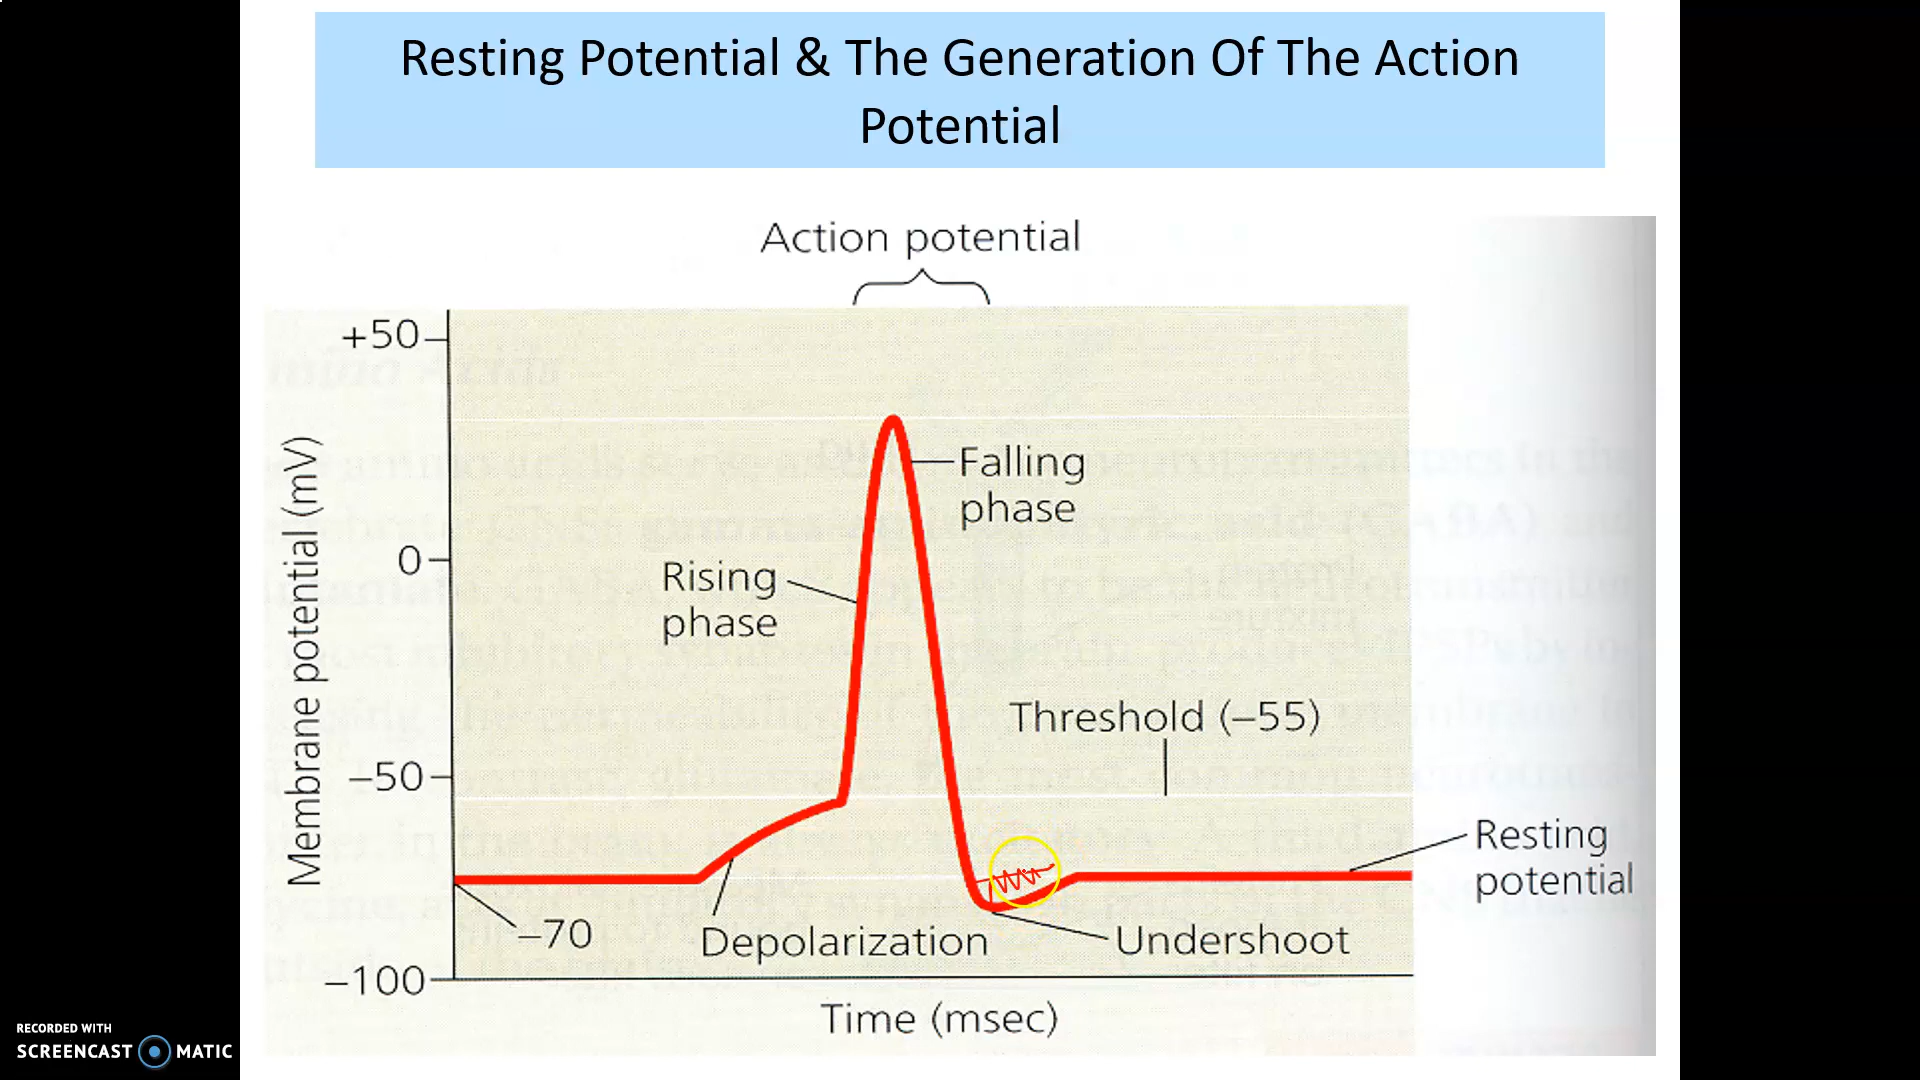 Resting Potential & The Generation Of The Action
Potential
Action potential
+50
Falling
phase
0
Rising
phase
Membrane potential (mV)
Threshold (–55)
–50
Resting
potential
–70
Depolarization
Undershoot
–100
Time (msec)
RECORDED WITH
SCREENCAST MATIC